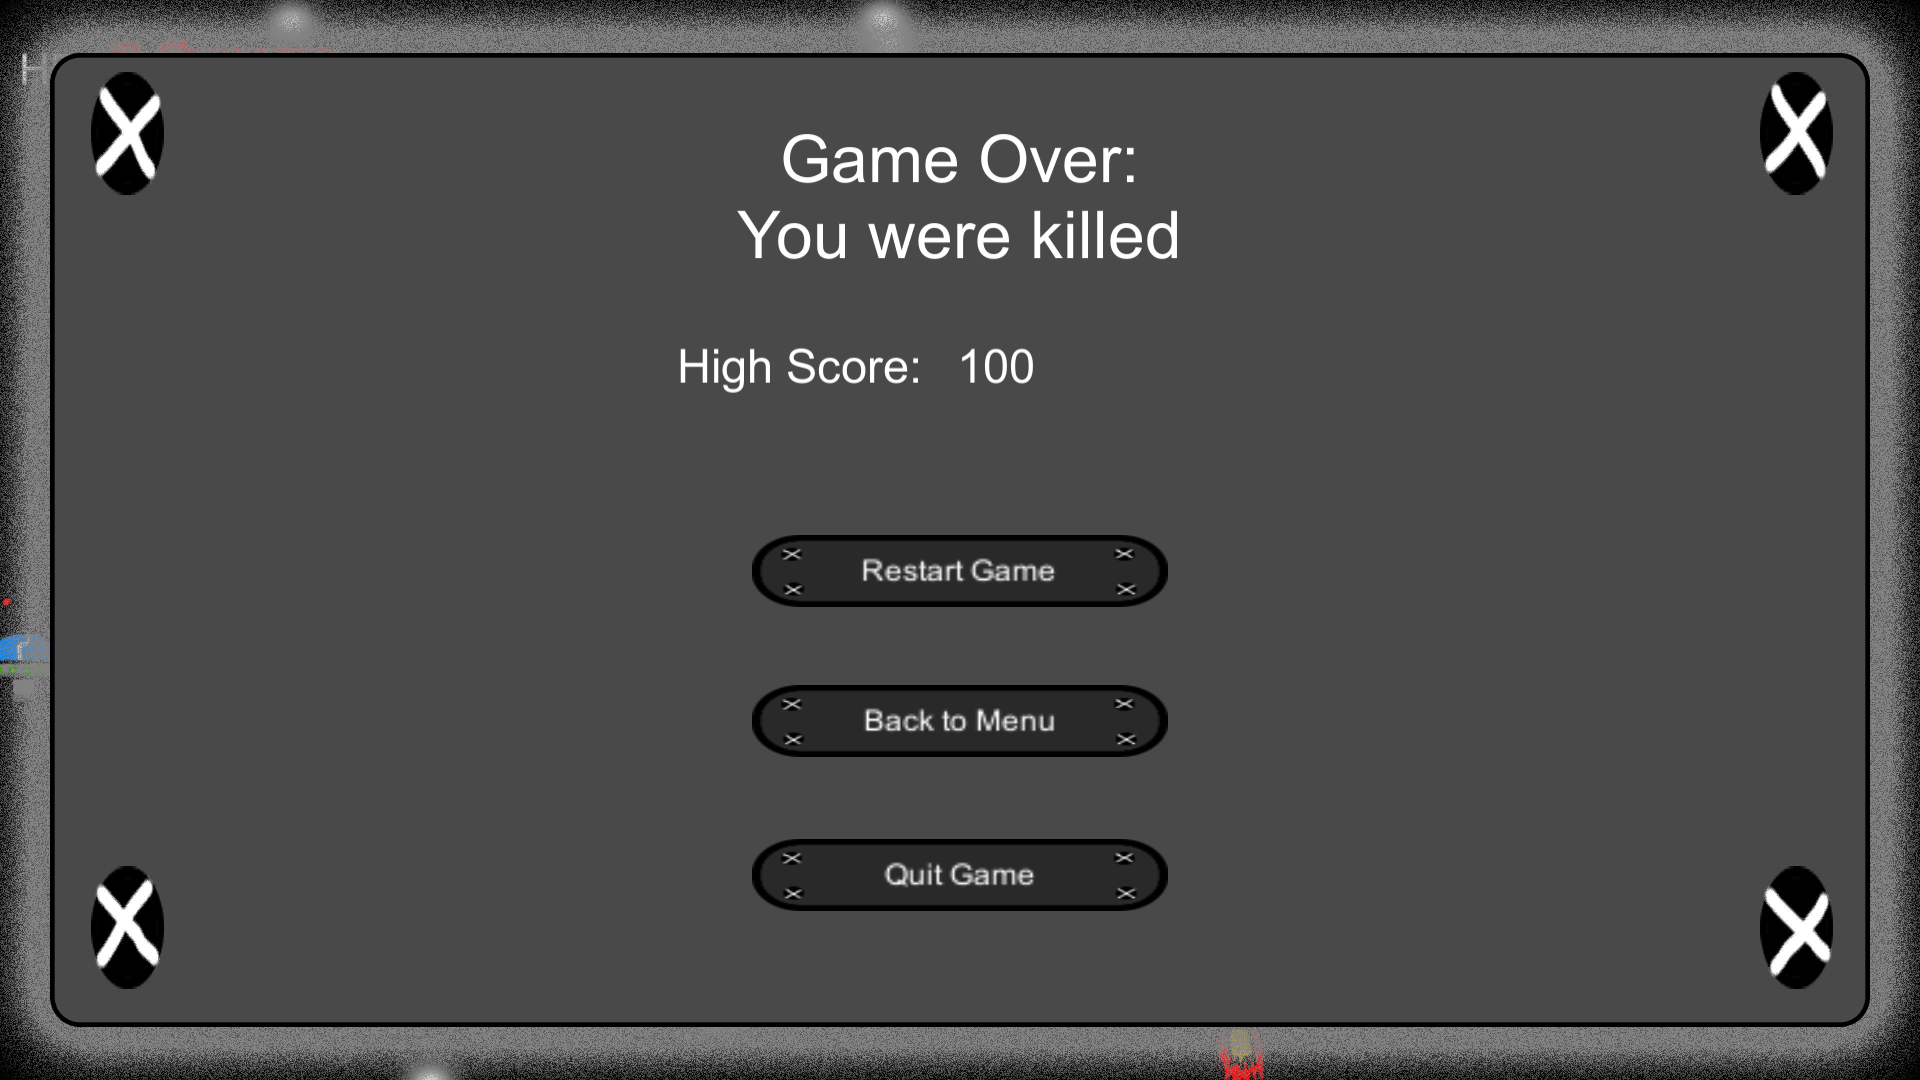 Game Over:
You were killed
High Score: 100
Restart Game
Back to Menu
Quit Game